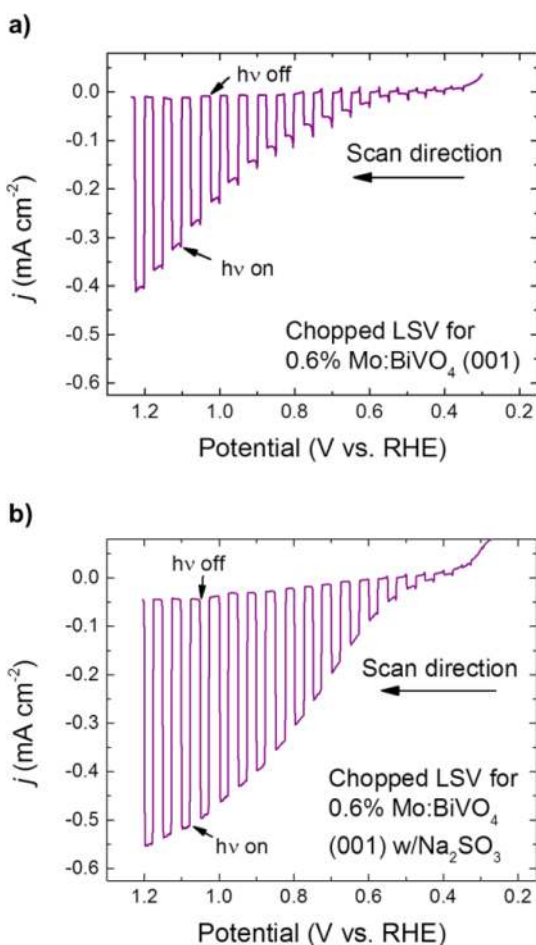 a)
hν off
0.0
-0.1
-0.2
-0.3
-0.4
-0.5
-0.6
j (mA cm⁻²)
Scan direction
hν on
Chopped LSV for
0.6% Mo:BiVO₄ (001)
1.2 1.0 0.8 0.6 0.4 0.2
Potential (V vs. RHE)
b)
hν off
0.0
-0.1
-0.2
-0.3
-0.4
-0.5
-0.6
j (mA cm⁻²)
Scan direction
hν on
Chopped LSV for
0.6% Mo:BiVO₄
(001) w/Na₂SO₃
1.2 1.0 0.8 0.6 0.4 0.2
Potential (V vs. RHE)